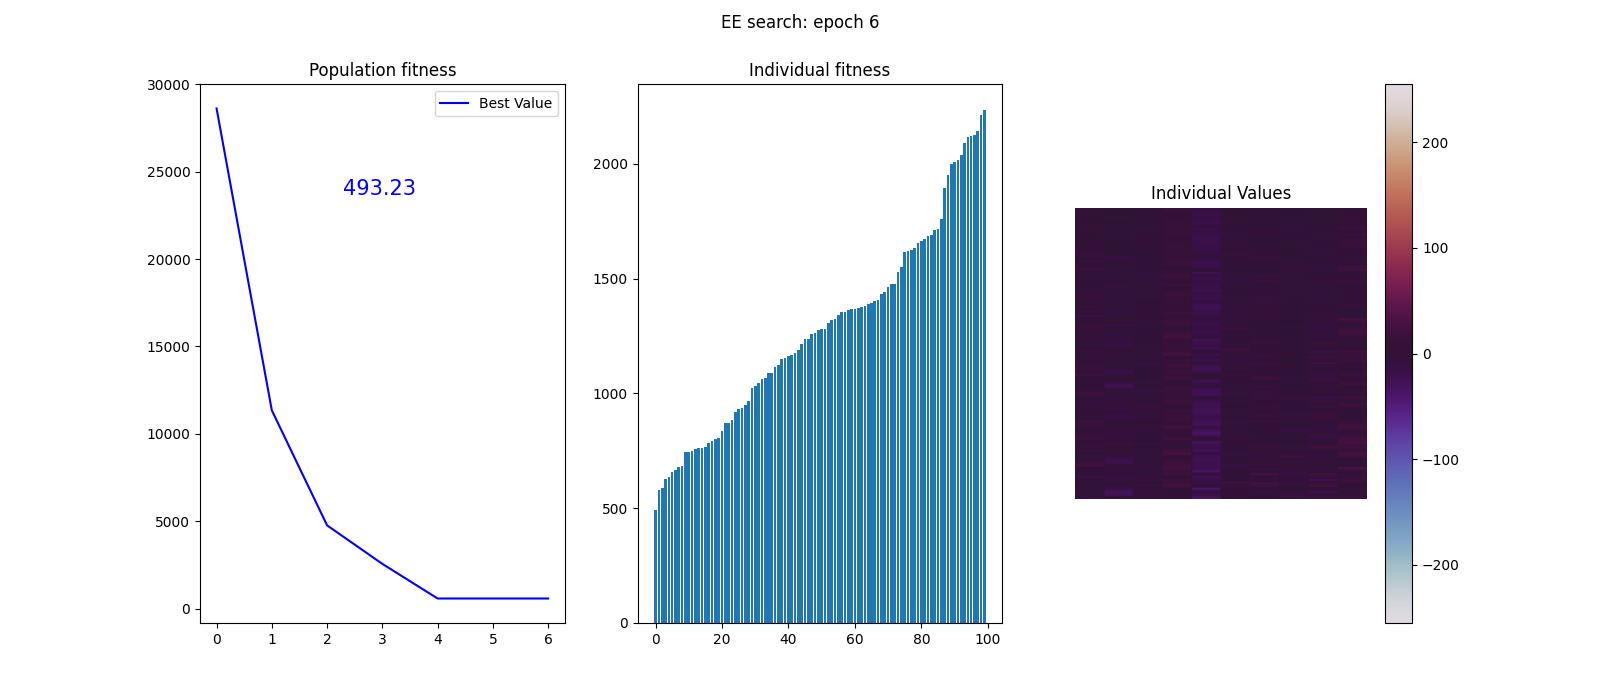 EE search: epoch 6
Population fitness
30000
25000
20000
15000
10000
5000
0
0 1 2 3 4 5 6
Best Value
493.23
Individual fitness
2000
1500
1000
500
0
0 20 40 60 80 100
Individual Values
200
100
0
−100
−200